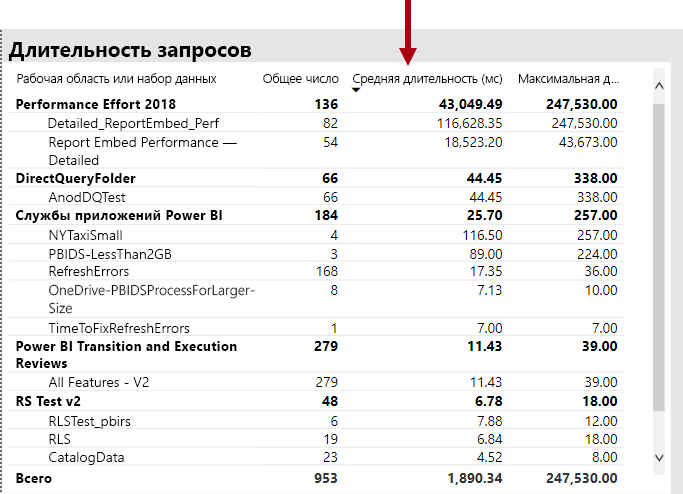 Длительность запросов
Рабочая область или набор данных Общее число Средняя длительность (мс) Максимальная д...
Performance Effort 2018 136 43,049.49 247,530.00
Detailed_ReportEmbed_Perf 82 116,628.35 247,530.00
Report Embed Performance — 54 18,523.20 43,673.00
Detailed
DirectQueryFolder 66 44.45 338.00
AnodDQTest 66 44.45 338.00
Службы приложений Power BI 184 25.70 257.00
NYTaxiSmall 4 116.50 257.00
PBIDS-LessThan2GB 3 89.00 224.00
RefreshErrors 168 17.35 36.00
OneDrive-PBIDSProcessForLarger- 8 7.13 10.00
Size
TimeToFixRefreshErrors 1 7.00 7.00
Power BI Transition and Execution 279 11.43 39.00
Reviews
All Features - V2 279 11.43 39.00
RS Test v2 48 6.78 18.00
RLSTest_pbirs 6 7.88 12.00
RLS 19 6.84 18.00
CatalogData 23 4.52 8.00
Всего 953 1,890.34 247,530.00